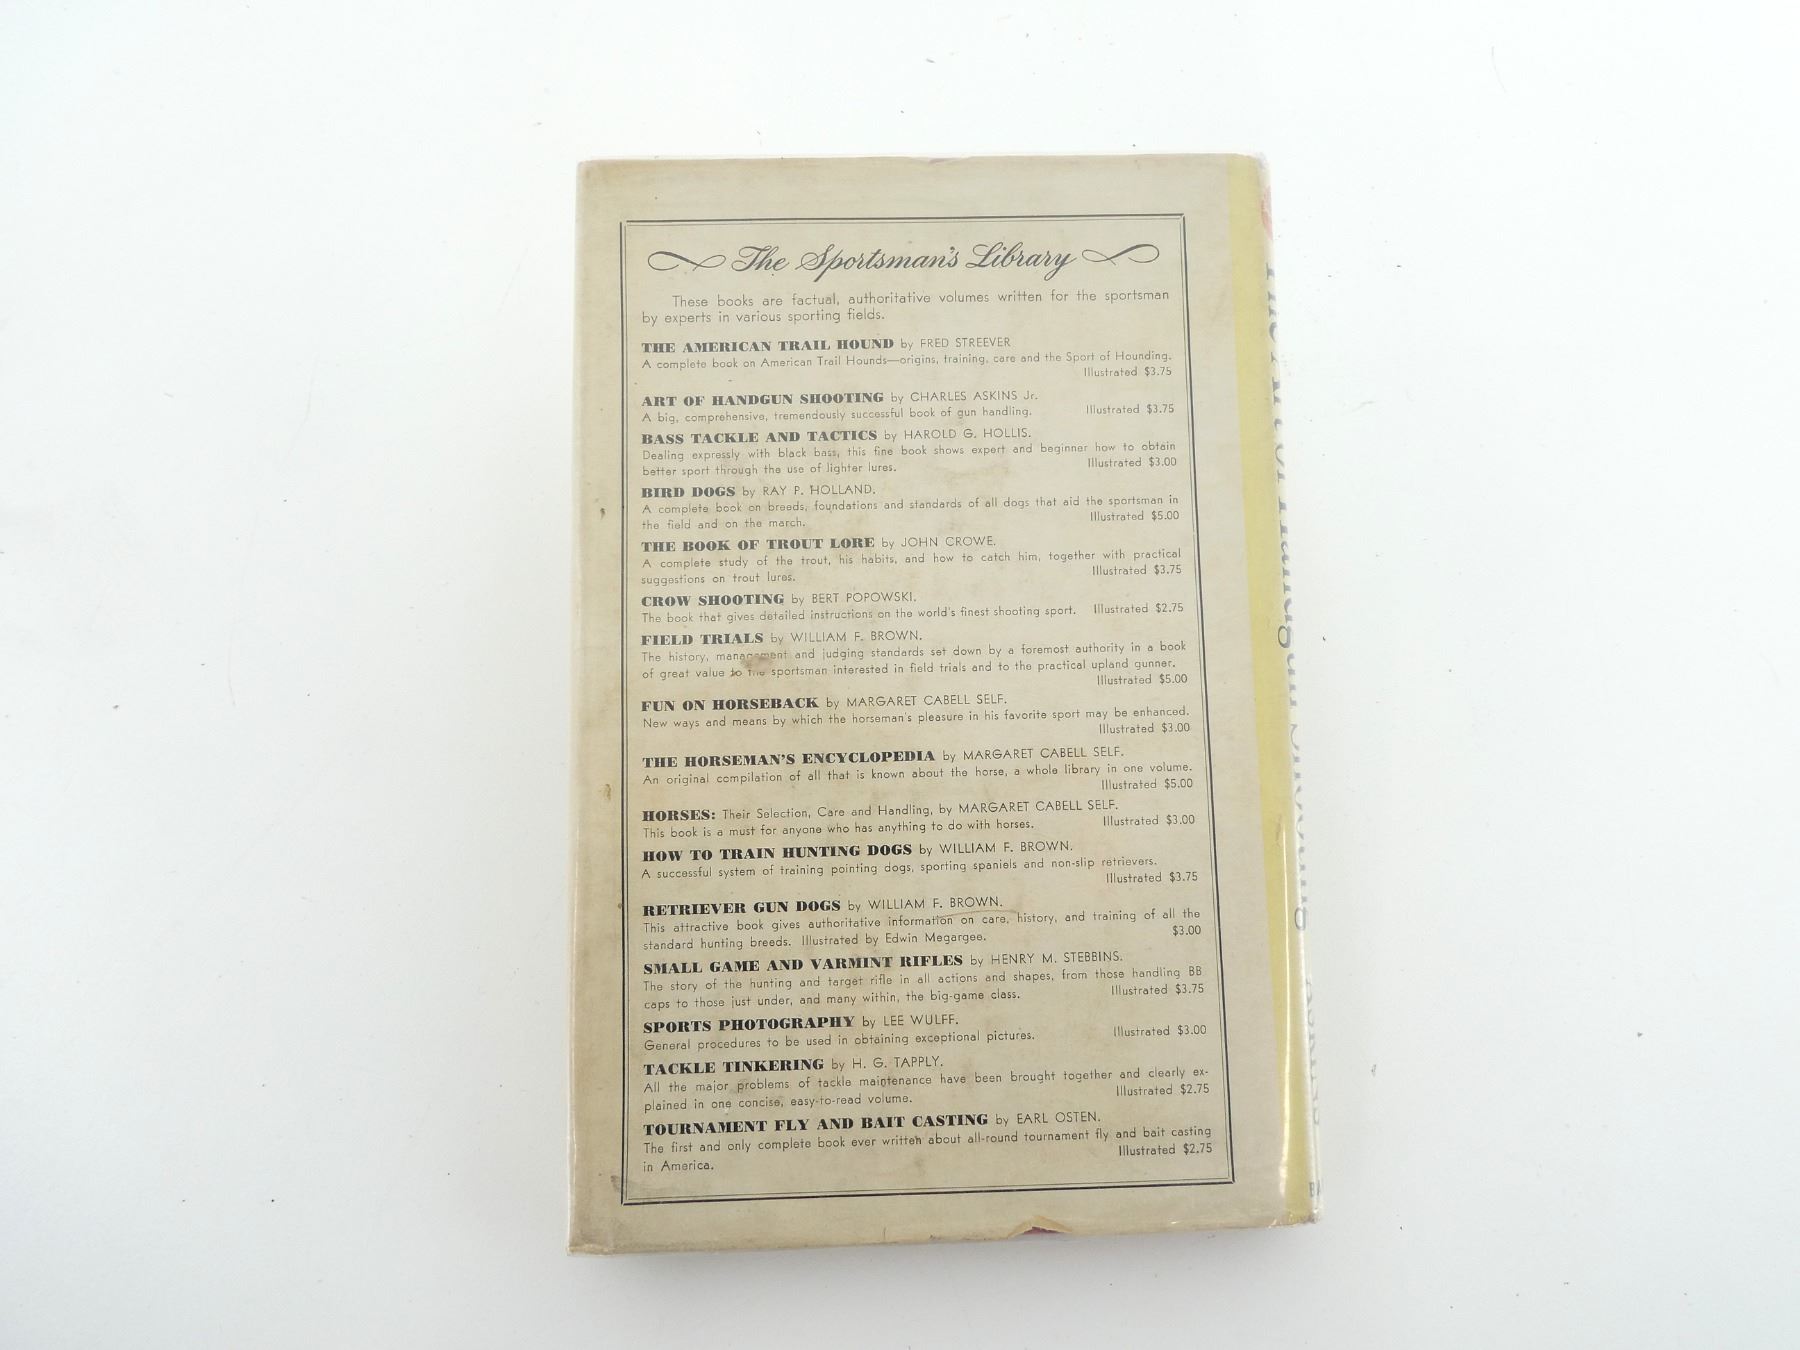 The Sportsman's Library
These books are factual, authoritative volumes written for the sportsman
by experts in various sporting fields.
THE AMERICAN TRAIL HOUND by FRED STREEVER
A complete book on American Trail Hounds—origins, training, care and the Sport of Hounding.
Illustrated $3.75
ART OF HANDGUN SHOOTING by CHARLES ASKINS Jr.
A big, comprehensive, tremendously successful book of gun handling. Illustrated $3.75
BASS TACKLE AND TACTICS by HAROLD G. HOLLIS.
Dealing expressly with black bass, this fine book shows expert and beginner how to obtain
better sport through the use of lighter lures. Illustrated $3.00
BIRD DOGS by RAY P. HOLLAND.
A complete book on breeds, foundations and standards of all dogs that aid the sportsman in
the field and on the march. Illustrated $5.00
THE BOOK OF TROUT LORE by JOHN CROWE.
A complete study of the trout, his habits, and how to catch him, together with practical
suggestions on trout lures. Illustrated $3.75
CROW SHOOTING by BERT POPOWSKI.
The book that gives detailed instructions on the world's finest shooting sport. Illustrated $2.75
FIELD TRIALS by WILLIAM F. BROWN.
The history, management and judging standards set down by a foremost authority in a book
of great value to the sportsman interested in field trials and to the practical upland gunner.
Illustrated $5.00
FUN ON HORSEBACK by MARGARET CABELL SELF.
New ways and means by which the horseman's pleasure in his favorite sport may be enhanced.
Illustrated $3.00
THE HORSEMAN'S ENCYCLOPEDIA by MARGARET CABELL SELF.
An original compilation of all that is known about the horse, a whole library in one volume.
Illustrated $5.00
HORSES: Their Selection, Care and Handling, by MARGARET CABELL SELF.
This book is a must for anyone who has anything to do with horses. Illustrated $3.00
HOW TO TRAIN HUNTING DOGS by WILLIAM F. BROWN.
A successful system of training pointing dogs, sporting spaniels and non-slip retrievers.
Illustrated $3.75
RETRIEVER GUN DOGS by WILLIAM F. BROWN.
This attractive book gives authoritative information on care, history, and training of all the
standard hunting breeds. Illustrated by Edwin Megargee. $3.00
SMALL GAME AND VARMINT RIFLES by HENRY M. STEBBINS.
The story of the hunting and target rifle in all actions and shapes, from those handling BB
caps to those just under, and many within, the big-game class. Illustrated $3.75
SPORTS PHOTOGRAPHY by LEE WULFF.
General procedures to be used in obtaining exceptional pictures. Illustrated $3.00
TACKLE TINKERING by H. G. TAPPLY.
All the major problems of tackle maintenance have been brought together and clearly ex-
plained in one concise, easy-to-read volume. Illustrated $2.75
TOURNAMENT FLY AND BAIT CASTING by EARL OSTEN.
The first and only complete book ever written about all-round tournament fly and bait casting
in America. Illustrated $2.75
The Art of Handgun Shooting